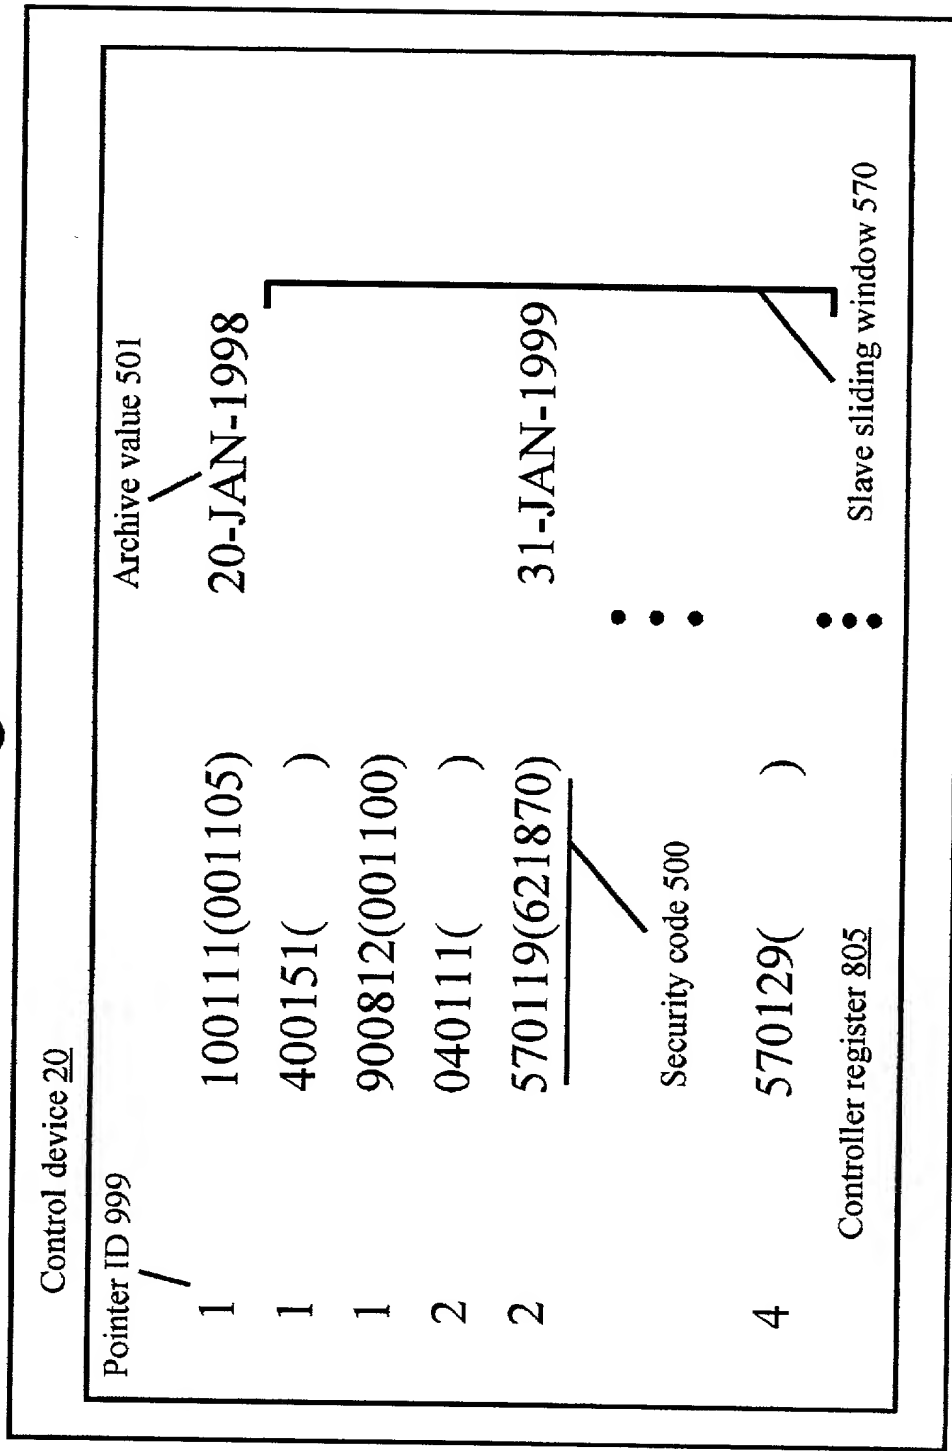 Control device 20
Pointer ID 999
Archive value 501
1 100111(001105) 20-JAN-1998
1 400151( )
1 900812(001100)
2 040111( )
2 570119(621870) 31-JAN-1999
Security code 500
4 570129( )
Controller register 805
Slave sliding window 570